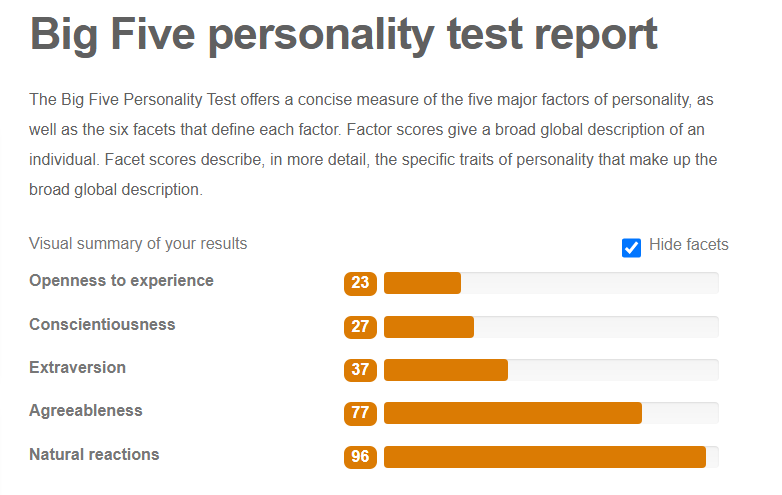 Big Five personality test report
The Big Five Personality Test offers a concise measure of the five major factors of personality, as
well as the six facets that define each factor. Factor scores give a broad global description of an
individual. Facet scores describe, in more detail, the specific traits of personality that make up the
broad global description.
Visual summary of your results Hide facets
Openness to experience 23
Conscientiousness 27
Extraversion 37
Agreeableness 77
Natural reactions 96